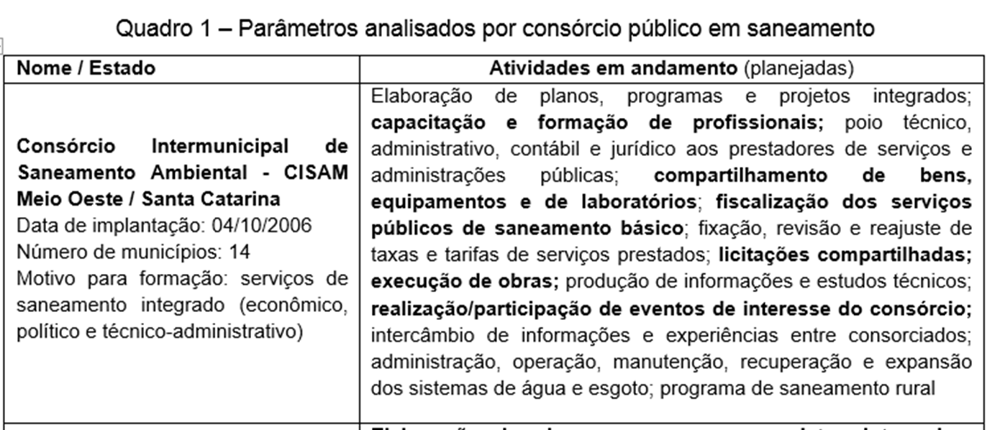 Quadro 1 – Parâmetros analisados por consórcio público em saneamento
Nome / Estado
Atividades em andamento (planejadas)
Consórcio Intermunicipal de
Saneamento Ambiental - CISAM
Meio Oeste / Santa Catarina
Data de implantação: 04/10/2006
Número de municípios: 14
Motivo para formação: serviços de
saneamento integrado (econômico,
político e técnico-administrativo)
Elaboração de planos, programas e projetos integrados;
capacitação e formação de profissionais; poio técnico,
administrativo, contábil e jurídico aos prestadores de serviços e
administrações públicas; compartilhamento de bens,
equipamentos e de laboratórios; fiscalização dos serviços
públicos de saneamento básico; fixação, revisão e reajuste de
taxas e tarifas de serviços prestados; licitações compartilhadas;
execução de obras; produção de informações e estudos técnicos;
realização/participação de eventos de interesse do consórcio;
intercâmbio de informações e experiências entre consorciados;
administração, operação, manutenção, recuperação e expansão
dos sistemas de água e esgoto; programa de saneamento rural